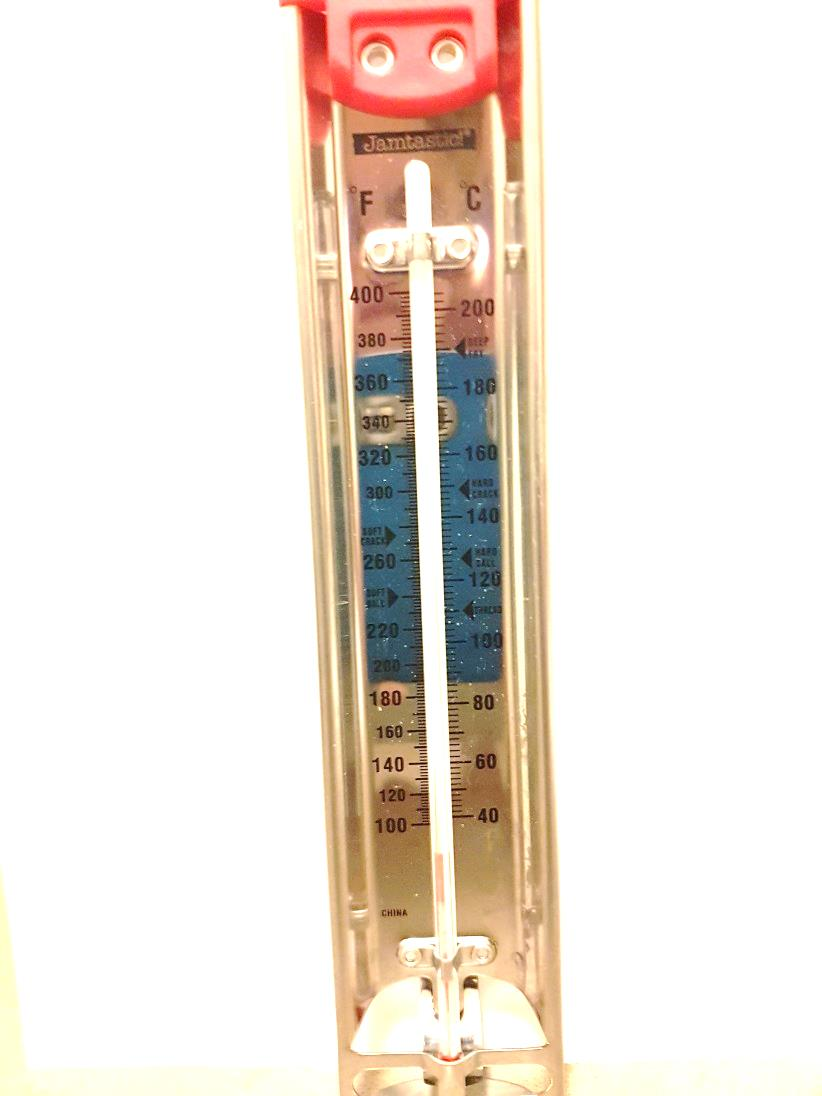 Jamtastic!
°F °C
400
200
380
DEEP FRY
360
180
340
320
160
300
HARD CRACK
140
SOFT CRACK
260
HARD BALL
120
SOFT BALL
THREAD
220
100
200
180
80
160
140
60
120
100
40
CHINA